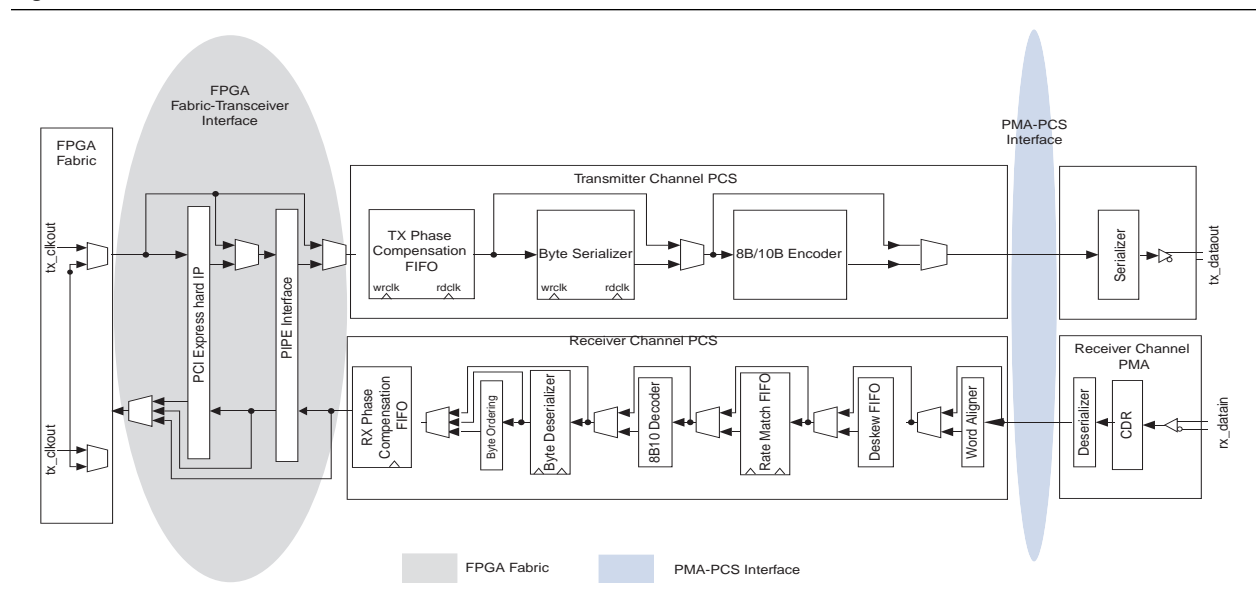 FPGA
Fabric-Transceiver
Interface
PMA-PCS
Interface
FPGA
Fabric
tx_clkout
tx_clkout
PCI Express hard IP
PIPE Interface
Transmitter Channel PCS
TX Phase
Compensation
FIFO
wrclk
rdclk
Byte Serializer
wrclk
rdclk
8B/10B Encoder
Serializer
tx_dataout
Receiver Channel PCS
RX Phase
Compensation
FIFO
Byte Ordering
Byte Deserializer
8B10 Decoder
Rate Match FIFO
Deskew FIFO
Word Aligner
Receiver Channel
PMA
Deserializer
CDR
rx_datain
FPGA Fabric
PMA-PCS Interface